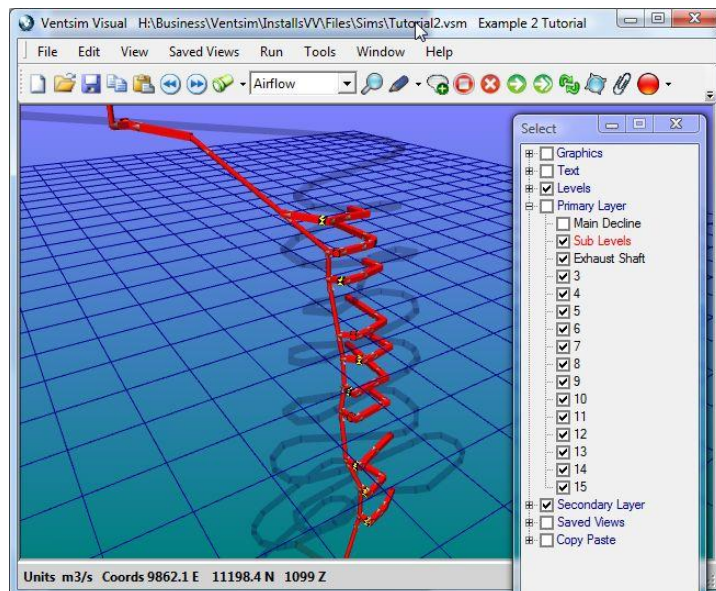 Ventsim Visual H:\Business\Ventsim\InstallsVV\Files\Sims\Tutorial2.vsm Example 2 Tutorial
File Edit View Saved Views Run Tools Window Help
Airflow
Select
Graphics
Text
Levels
Primary Layer
Main Decline
Sub Levels
Exhaust Shaft
3
4
5
6
7
8
9
10
11
12
13
14
15
Secondary Layer
Saved Views
Copy Paste
Units m3/s Coords 9862.1 E 11198.4 N 1099 Z